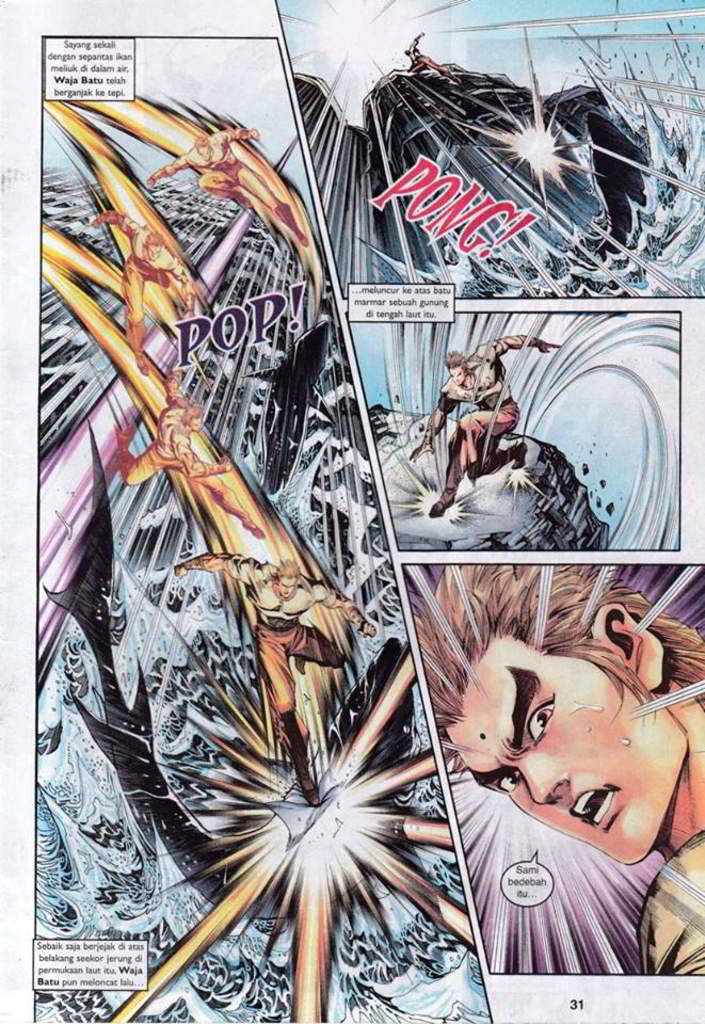 Sayang sekali
dengan sepantas ikan
meliuk di dalam air,
Waja Batu telah
berganjak ke tepi.
POP!
Sebaik saja berjejak di atas
belakang seekor jerung di
permukaan laut itu, Waja
Batu pun meloncat lalu...
PONG!
...meluncur ke atas batu
marmar sebuah gunung
di tengah laut itu.
Sami
bedebah
itu...
31